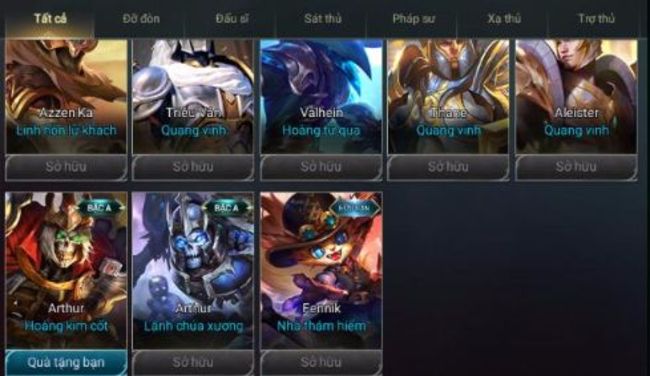 Tất cả Đỡ đòn Đấu sĩ Sát thủ Pháp sư Xạ thủ Trợ thủ
Azzen Ka Triệu Vân Valhein Thane Aleister
Linh hồn lữ khách Quang vinh Hoàng tử quạ Quang vinh Quang vinh
Sở hữu Sở hữu Sở hữu Sở hữu Sở hữu
BẬC A BẬC A
Arthur Arthur Fennik
Hoàng kim cốt Lãnh chúa xương Nhà thám hiểm
Quà tặng bạn Sở hữu Sở hữu